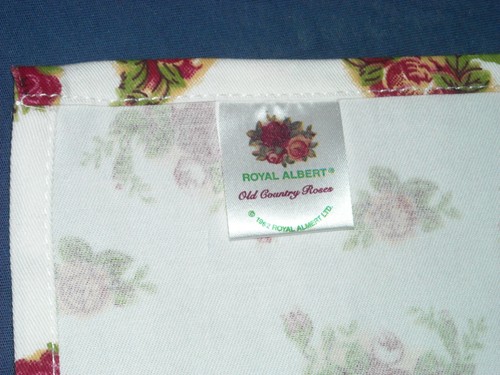 ROYAL ALBERT®
Old Country Roses
© 1962 ROYAL ALBERT LTD.